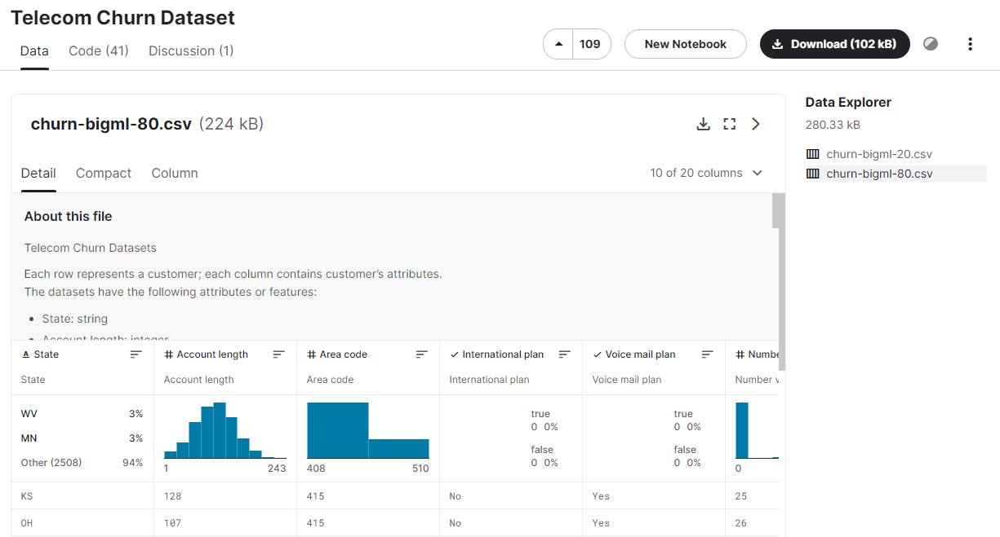 Telecom Churn Dataset
Data Code (41) Discussion (1)
109 New Notebook Download (102 kB)
churn-bigml-80.csv (224 kB)
Detail Compact Column 10 of 20 columns
About this file
Telecom Churn Datasets
Each row represents a customer; each column contains customer's attributes.
The datasets have the following attributes or features:
• State: string
• Account length: integer
A State # Account length # Area code ✓ International plan ✓ Voice mail plan # Numbe
State Account length Area code International plan Voice mail plan Number v
WV 3%
MN 3%
Other (2508) 94%
1 243
408 510
true
0 0%
false
0 0%
true
0 0%
false
0 0%
0
KS 128 415 No Yes 25
OH 107 415 No Yes 26
Data Explorer
280.33 kB
churn-bigml-20.csv
churn-bigml-80.csv